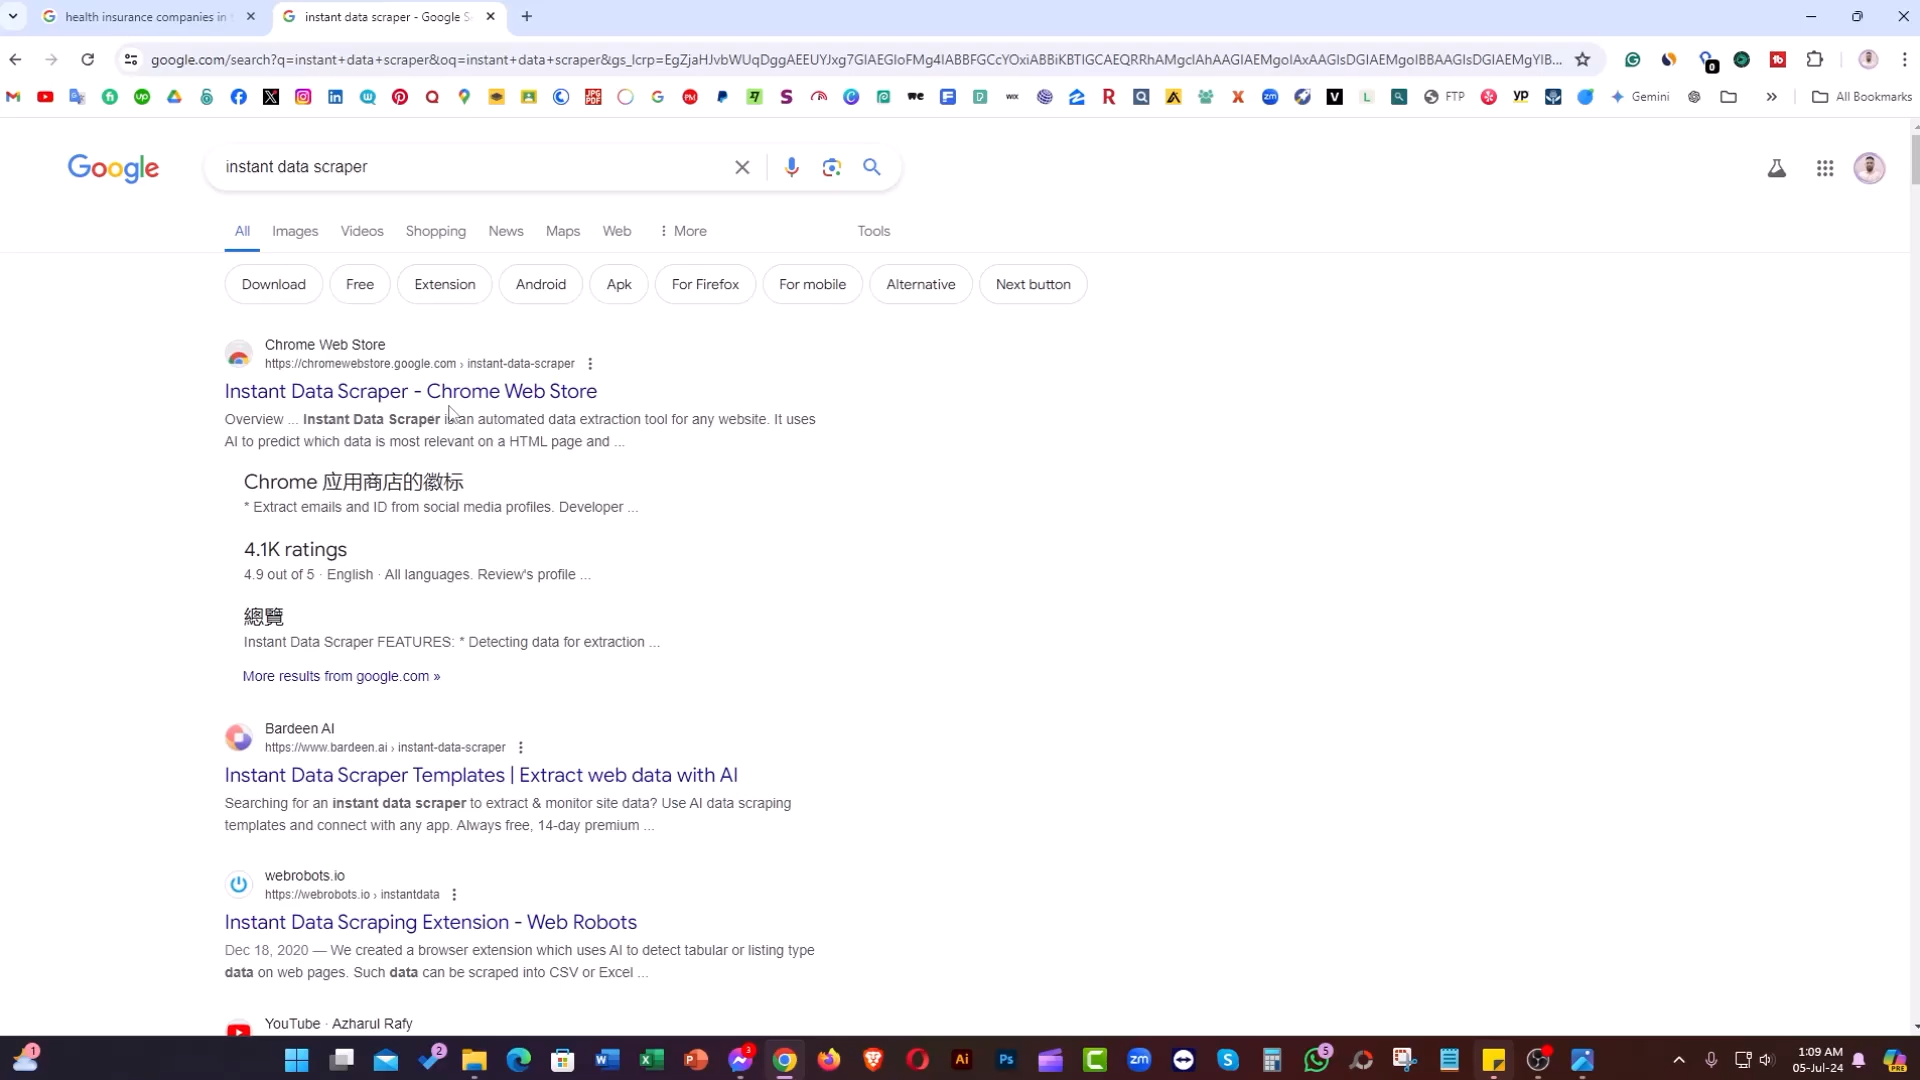 health insurance companies in
instant data scraper - Google S
google.com/search?q=instant+data+scraper&oq=instant+data+scraper&gs_lcrp=EgZjaHJvbWUqDggAEEUYJxg7GIAEGIoFMg4IABBFGCcYOxiABBiKBTIGCAEQRRhAMgcIAhAAGIAEMgoIAxAAGIsDGIAEMgoIBBAAGIsDGIAEMgYIB...
0
FTP
yp
Gemini
»
All Bookmarks
Google
instant data scraper
All
Images
Videos
Shopping
News
Maps
Web
More
Tools
Download
Free
Extension
Android
Apk
For Firefox
For mobile
Alternative
Next button
Chrome Web Store
https://chromewebstore.google.com › instant-data-scraper
Instant Data Scraper - Chrome Web Store
Overview ... Instant Data Scraper is an automated data extraction tool for any website. It uses
AI to predict which data is most relevant on a HTML page and ...
Chrome 应用商店的徽标
* Extract emails and ID from social media profiles. Developer ...
4.1K ratings
4.9 out of 5 · English · All languages. Review's profile ...
總覽
Instant Data Scraper FEATURES: * Detecting data for extraction ...
More results from google.com »
Bardeen AI
https://www.bardeen.ai › instant-data-scraper
Instant Data Scraper Templates | Extract web data with AI
Searching for an instant data scraper to extract & monitor site data? Use AI data scraping
templates and connect with any app. Always free, 14-day premium ...
webrobots.io
https://webrobots.io › instantdata
Instant Data Scraping Extension - Web Robots
Dec 18, 2020 — We created a browser extension which uses AI to detect tabular or listing type
data on web pages. Such data can be scraped into CSV or Excel ...
YouTube · Azharul Rafy
1
2
3
5
1:09 AM
05-Jul-24